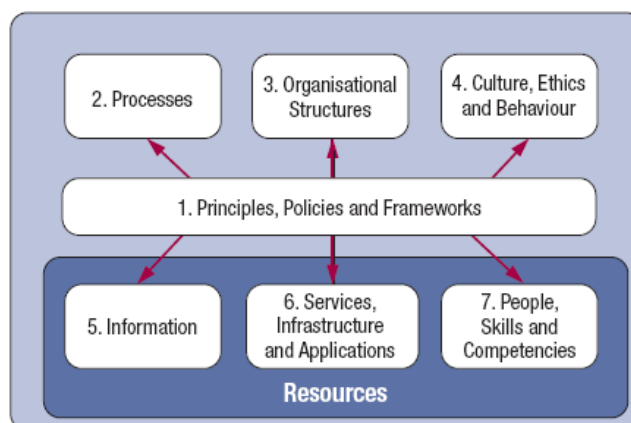 2. Processes
3. Organisational
Structures
4. Culture, Ethics
and Behaviour
1. Principles, Policies and Frameworks
5. Information
6. Services,
Infrastructure
and Applications
7. People,
Skills and
Competencies
Resources